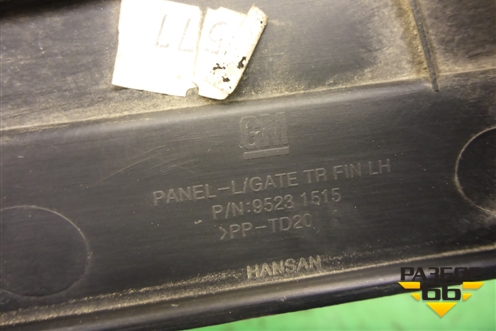 GM
PANEL-L/GATE TR FIN LH
P/N:9523 1515
>PP-TD20
HANSAN
РАЗБОР
66